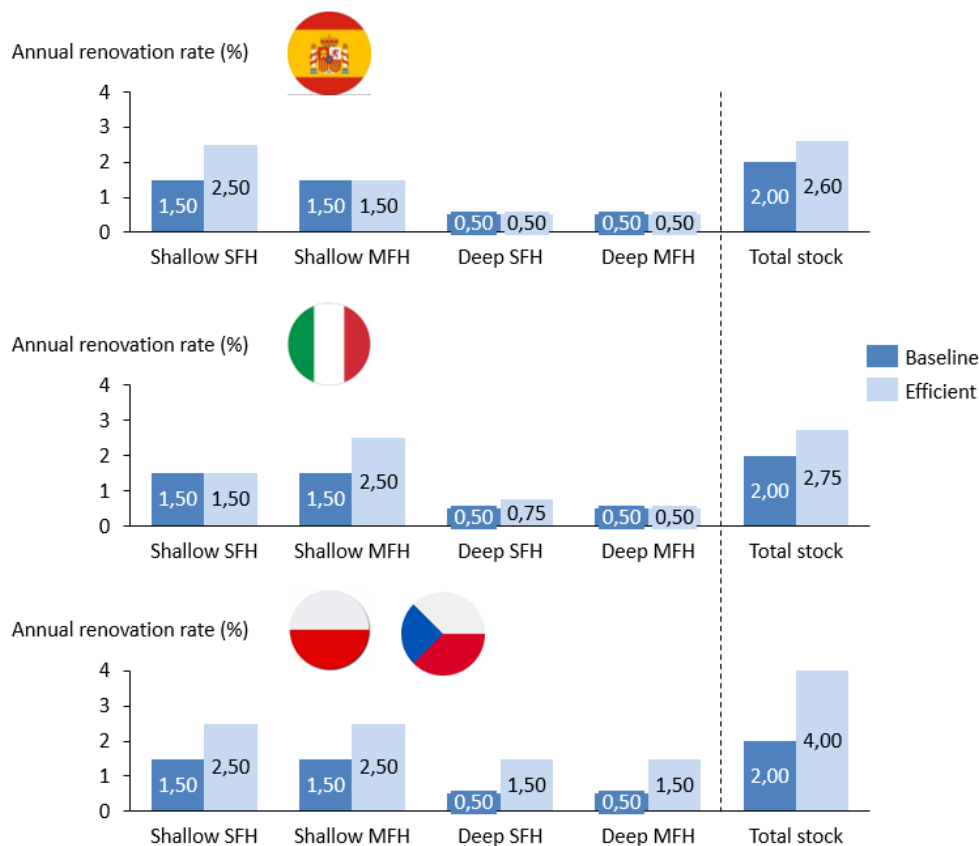 Annual renovation rate (%)
4
3
2
1
0
1,50 2,50 1,50 1,50 0,50 0,50 0,50 0,50 2,00 2,60
Shallow SFH Shallow MFH Deep SFH Deep MFH Total stock
Annual renovation rate (%)
Baseline
Efficient
4
3
2
1
0
1,50 1,50 1,50 2,50 0,50 0,75 0,50 0,50 2,00 2,75
Shallow SFH Shallow MFH Deep SFH Deep MFH Total stock
Annual renovation rate (%)
4
3
2
1
0
1,50 2,50 1,50 2,50 0,50 1,50 0,50 1,50 2,00 4,00
Shallow SFH Shallow MFH Deep SFH Deep MFH Total stock